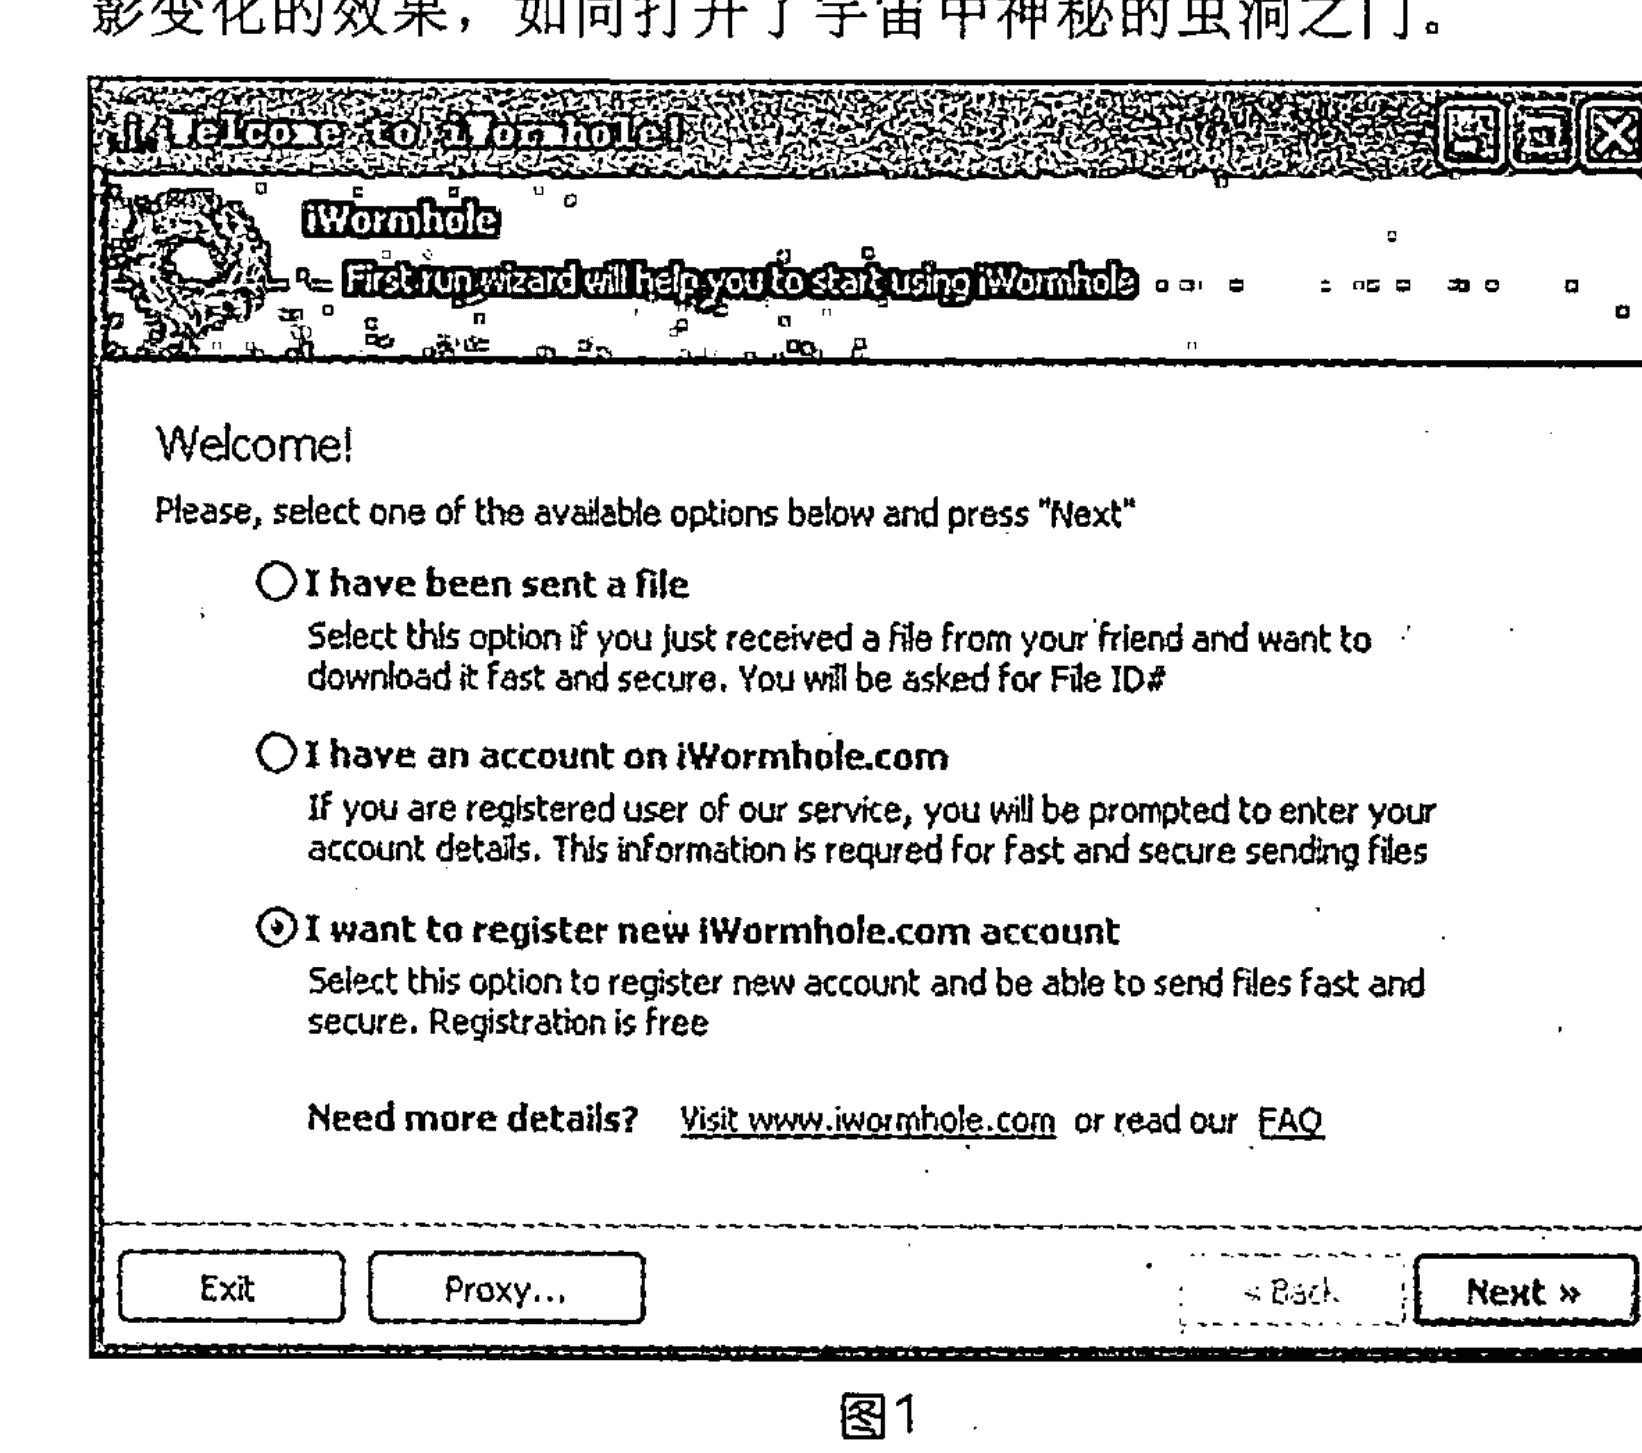 影变化的效果，如同打开了宇宙中神秘的虫洞之门。
Welcome to iWormhole!
iWormhole
First run wizard will help you to start using iWormhole
Welcome!
Please, select one of the available options below and press "Next"
I have been sent a file
Select this option if you just received a file from your friend and want to
download it fast and secure. You will be asked for File ID#
I have an account on iWormhole.com
If you are registered user of our service, you will be prompted to enter your
account details. This information is requred for fast and secure sending files
I want to register new iWormhole.com account
Select this option to register new account and be able to send files fast and
secure. Registration is free
Need more details? Visit www.iwormhole.com or read our FAQ
Exit Proxy... « Back Next »
图1